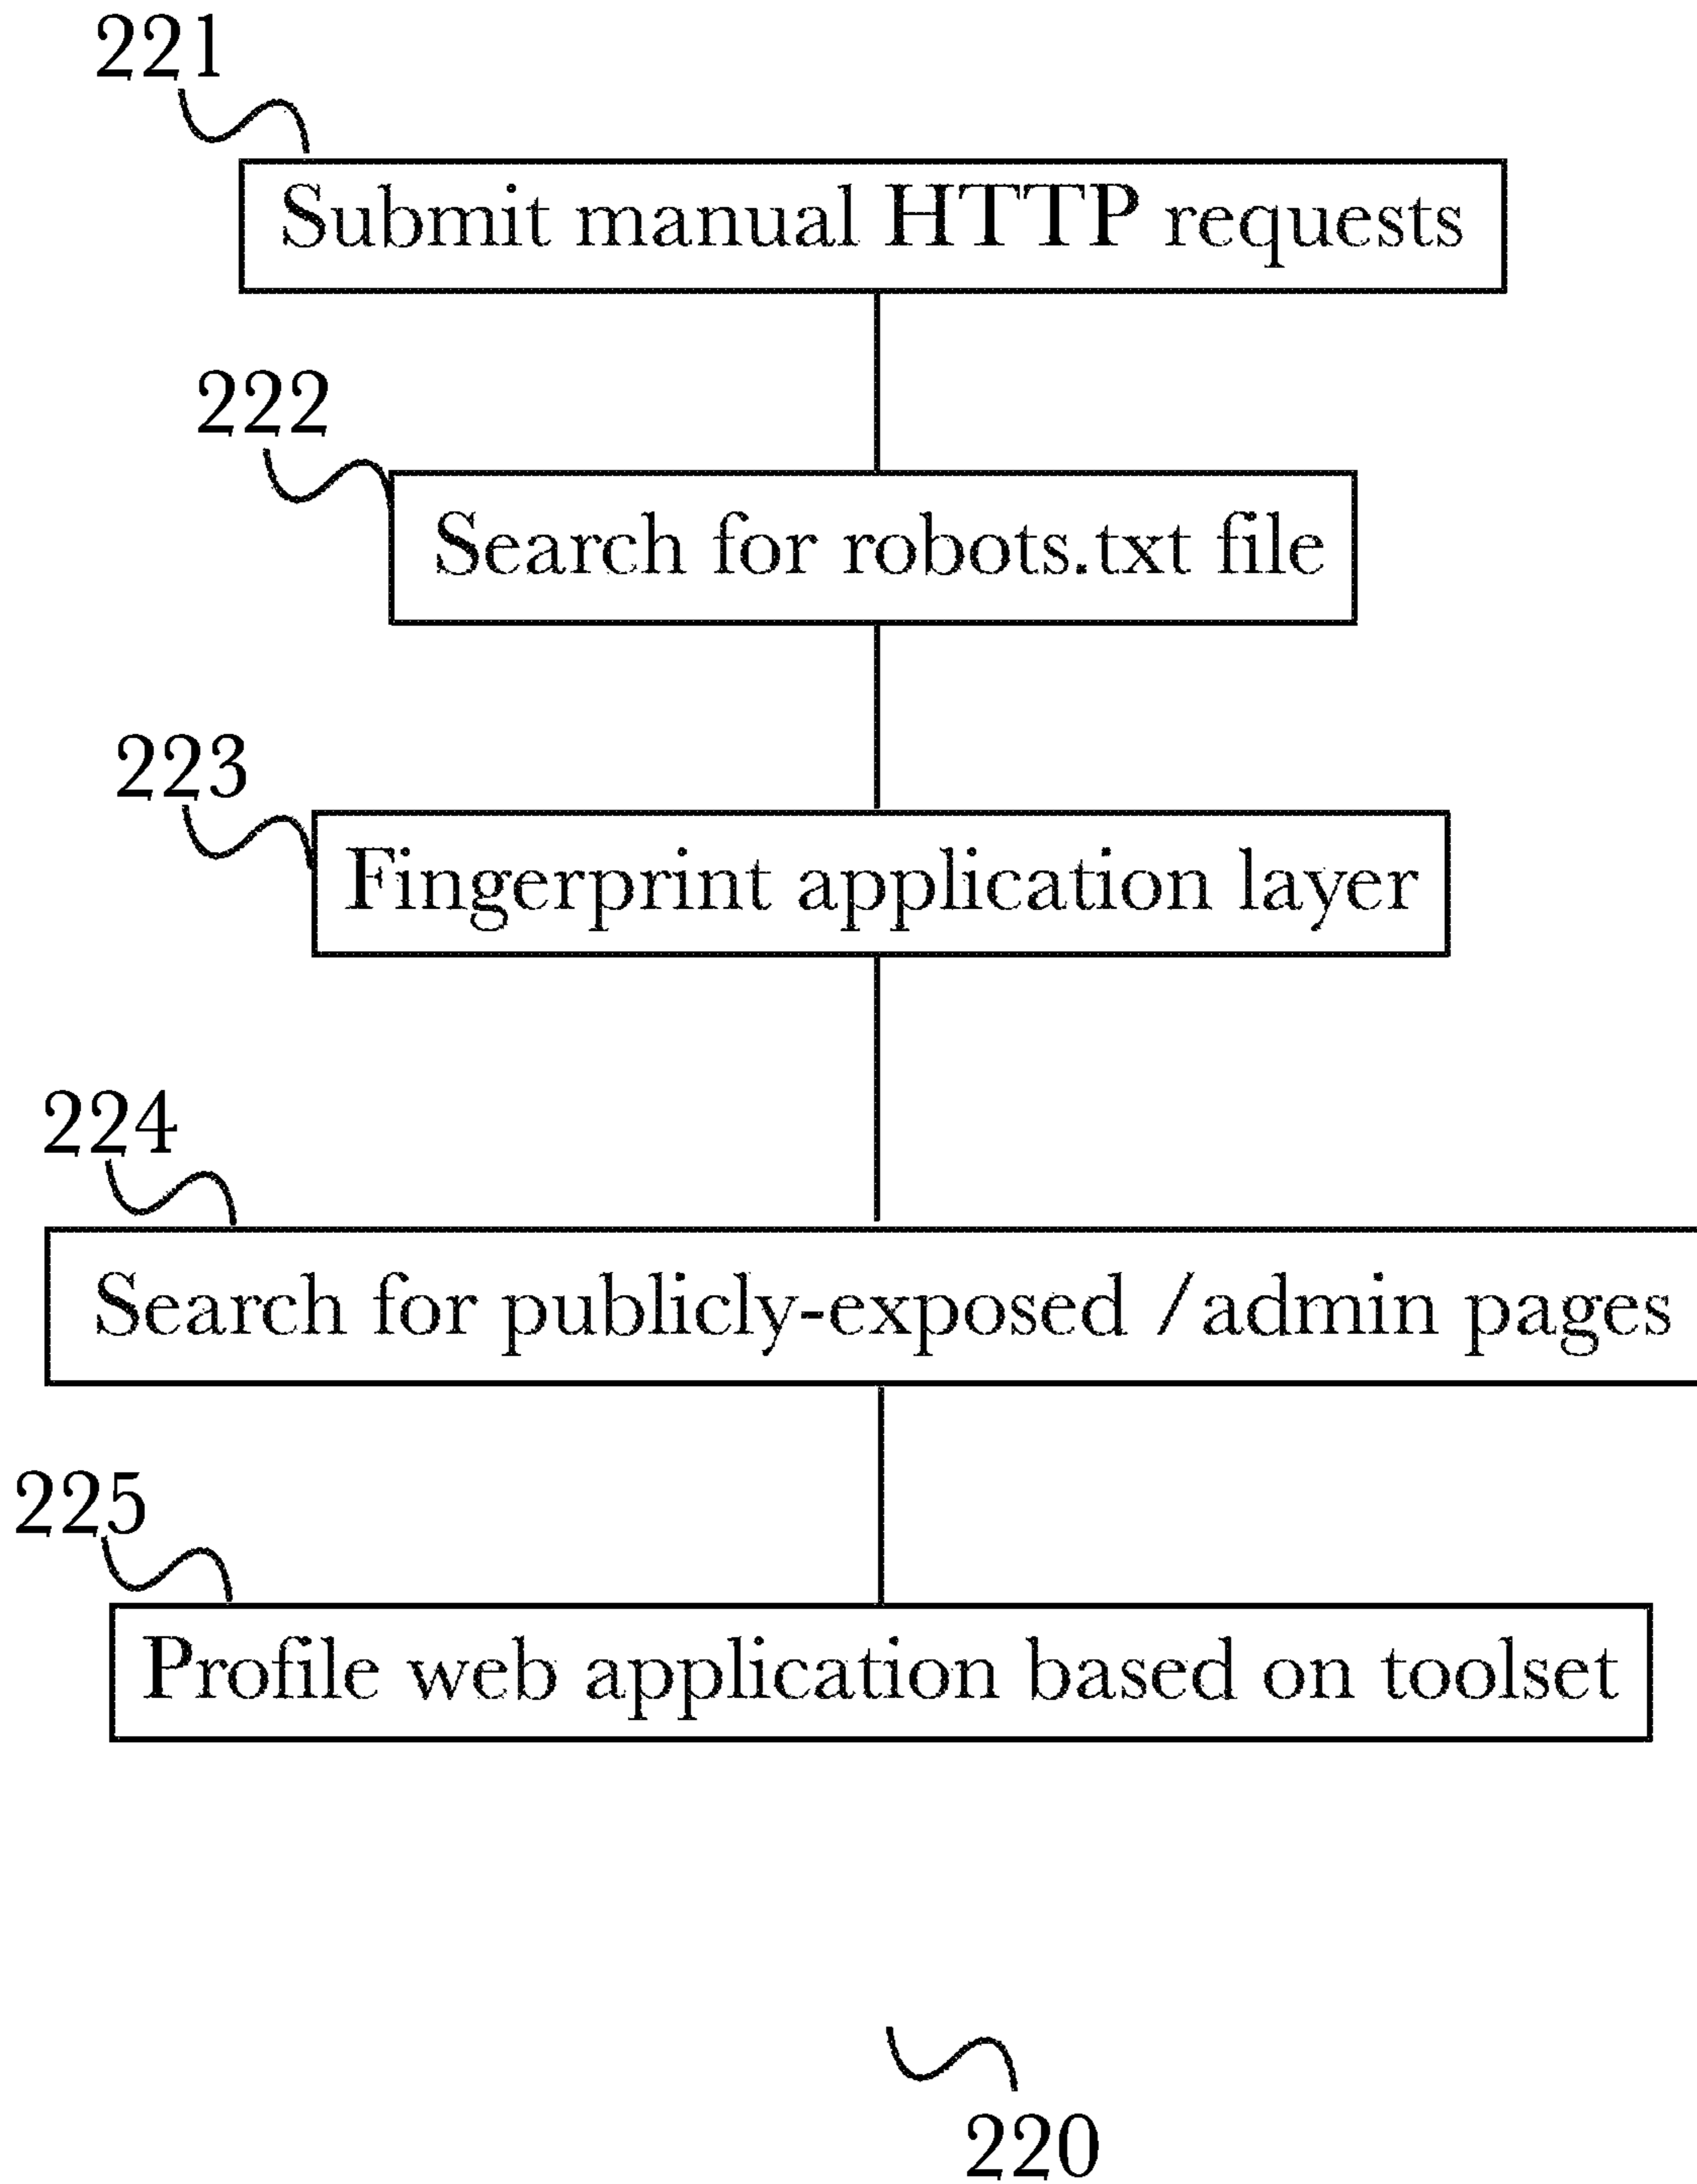 221
Submit manual HTTP requests
222
Search for robots.txt file
223
Fingerprint application layer
224
Search for publicly-exposed /admin pages
225
Profile web application based on toolset
220